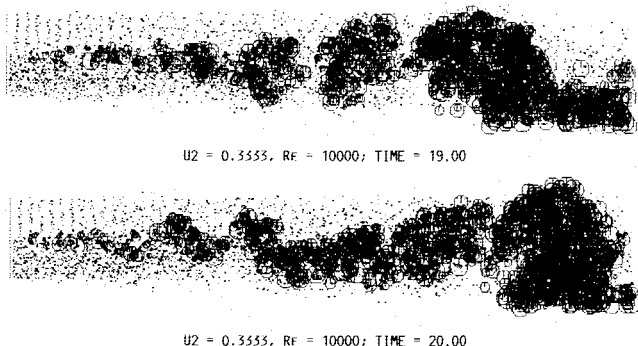 U2 = 0.3333, RE = 10000; TIME = 19.00
U2 = 0.3333, RE = 10000; TIME = 20.00